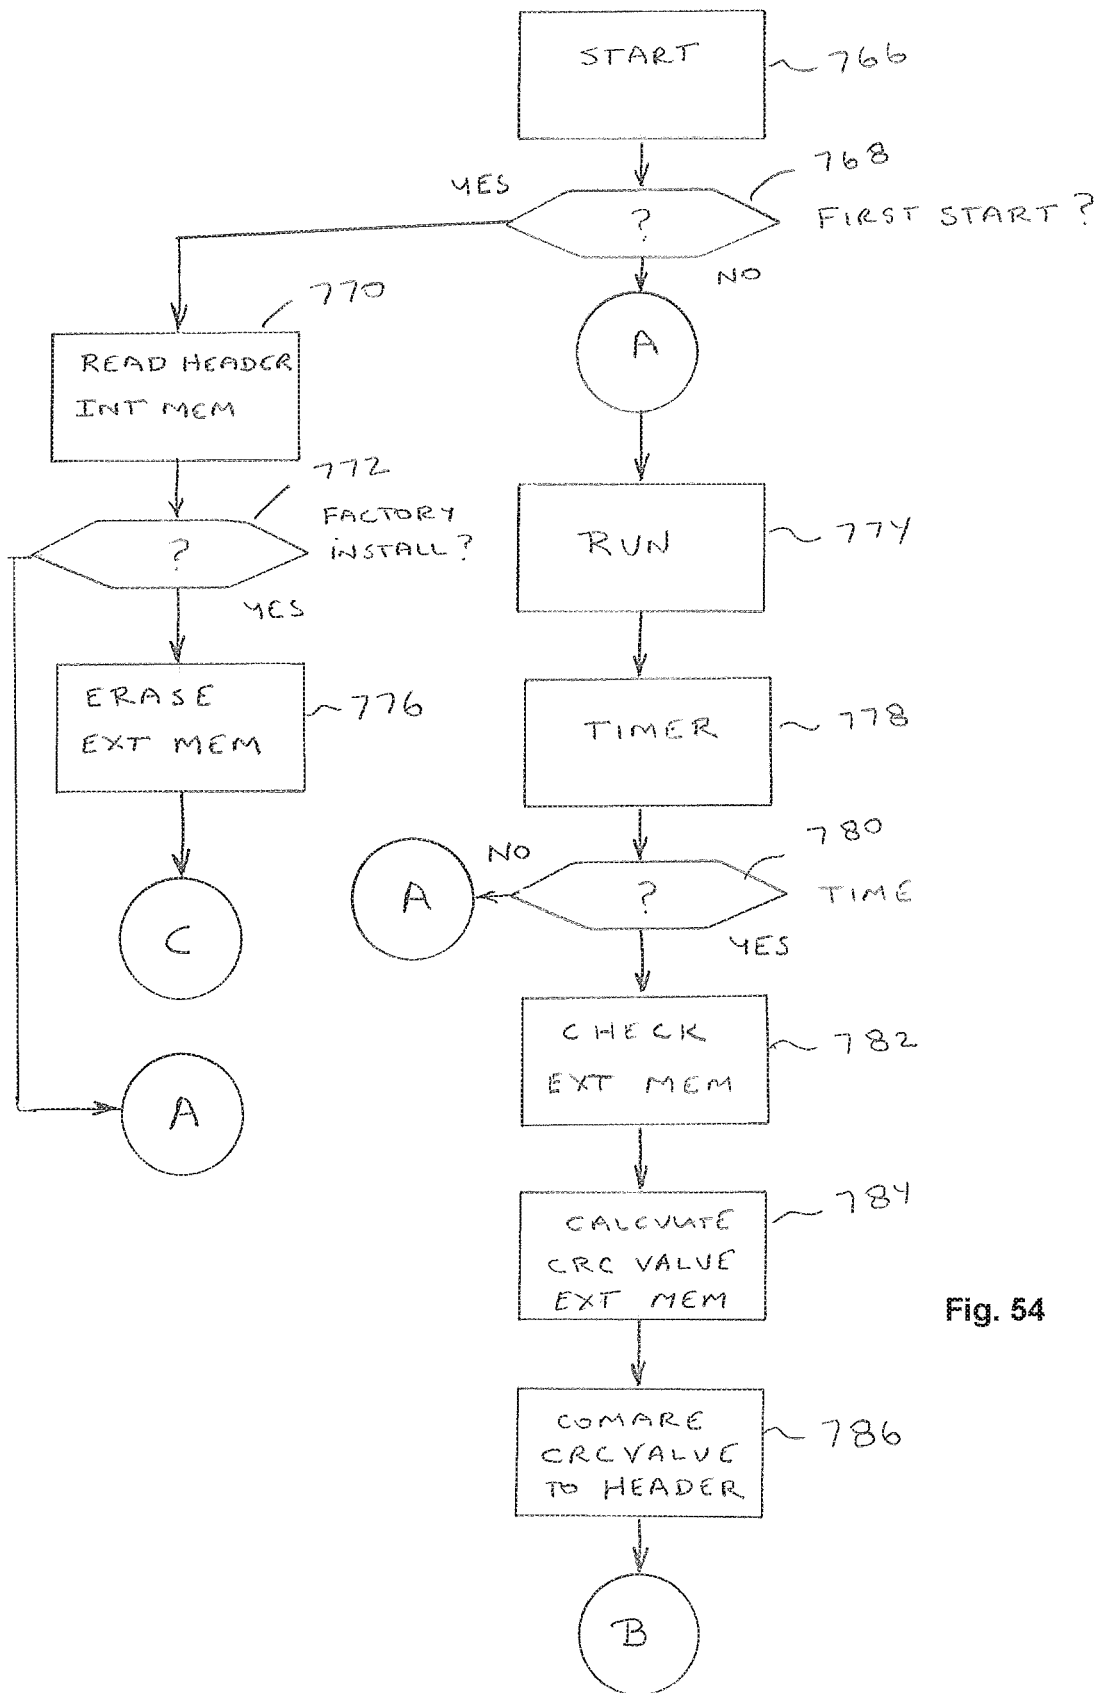 START
766
768
YES
?
FIRST START?
NO
A
770
READ HEADER
INT MEM
772
FACTORY
INSTALL?
?
YES
RUN
774
ERASE
EXT MEM
776
TIMER
778
780
NO
A
?
TIME
YES
C
CHECK
EXT MEM
782
A
CALCULATE
CRC VALUE
EXT MEM
784
Fig. 54
COMARE
CRC VALUE
TO HEADER
786
B